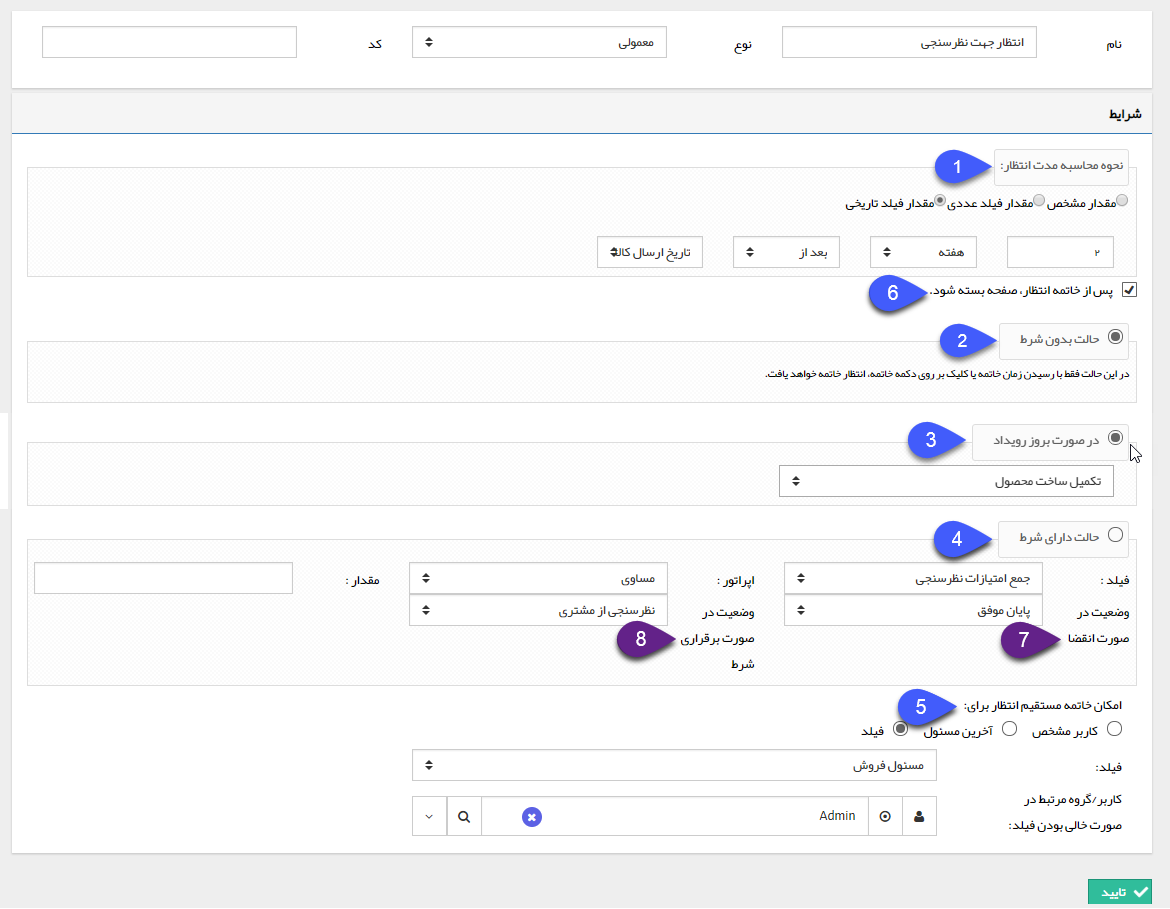 نام انتظار جهت نظرسنجی نوع معمولی کد
شرایط
نحوه محاسبه مدت انتظار: 1
مقدار مشخص مقدار فیلد عددی مقدار فیلد تاریخی
۲ هفته بعد از تاریخ ارسال کالا
پس از خاتمه انتظار، صفحه بسته شود. 6
حالت بدون شرط 2
در این حالت فقط با رسیدن زمان خاتمه یا کلیک بر روی دکمه خاتمه، انتظار خاتمه خواهد یافت.
در صورت بروز رویداد 3
تکمیل ساخت محصول
حالت دارای شرط 4
فیلد : جمع امتیازات نظرسنجی اپراتور : مساوی مقدار :
وضعیت در پایان موفق وضعیت در نظرسنجی از مشتری
صورت انقضا 7 صورت برقراری 8
شرط
امکان خاتمه مستقیم انتظار برای: 5
کاربر مشخص آخرین مسئول فیلد
فیلد: مسئول فروش
کاربر/گروه مرتبط در
صورت خالی بودن فیلد: Admin
تایید